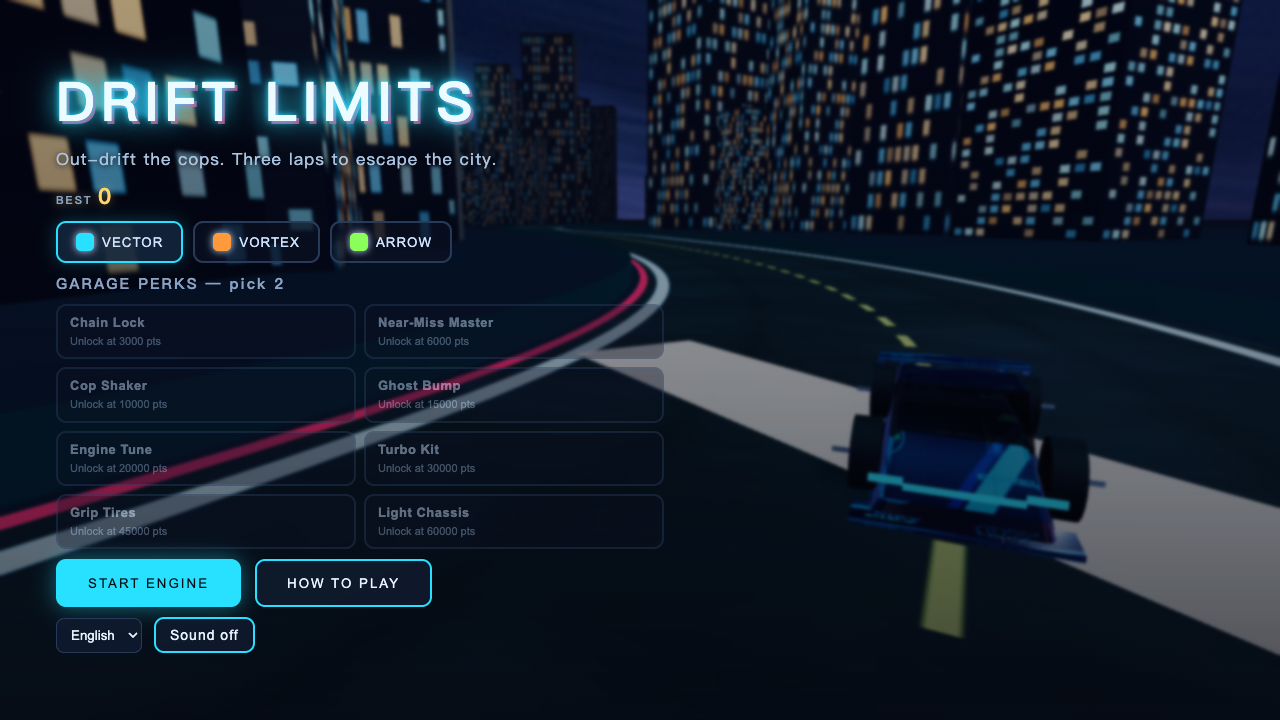 DRIFT LIMITS
Out–drift the cops. Three laps to escape the city.
BEST 0
VECTOR VORTEX ARROW
GARAGE PERKS — pick 2
Chain Lock
Unlock at 3000 pts
Near-Miss Master
Unlock at 6000 pts
Cop Shaker
Unlock at 10000 pts
Ghost Bump
Unlock at 15000 pts
Engine Tune
Unlock at 20000 pts
Turbo Kit
Unlock at 30000 pts
Grip Tires
Unlock at 45000 pts
Light Chassis
Unlock at 60000 pts
START ENGINE HOW TO PLAY
English Sound off